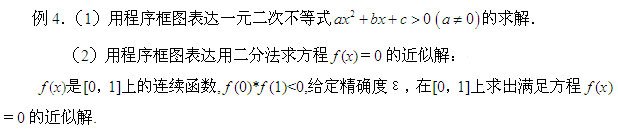 例 4.（1）用程序框图表达一元二次不等式 ax² + bx + c > 0 (a ≠ 0) 的求解.
（2）用程序框图表达用二分法求方程 f(x) = 0 的近似解：
f(x)是[0，1]上的连续函数, f (0)*f (1)<0,给定精确度 ε，在[0，1]上求出满足方程 f(x)
= 0 的近似解.